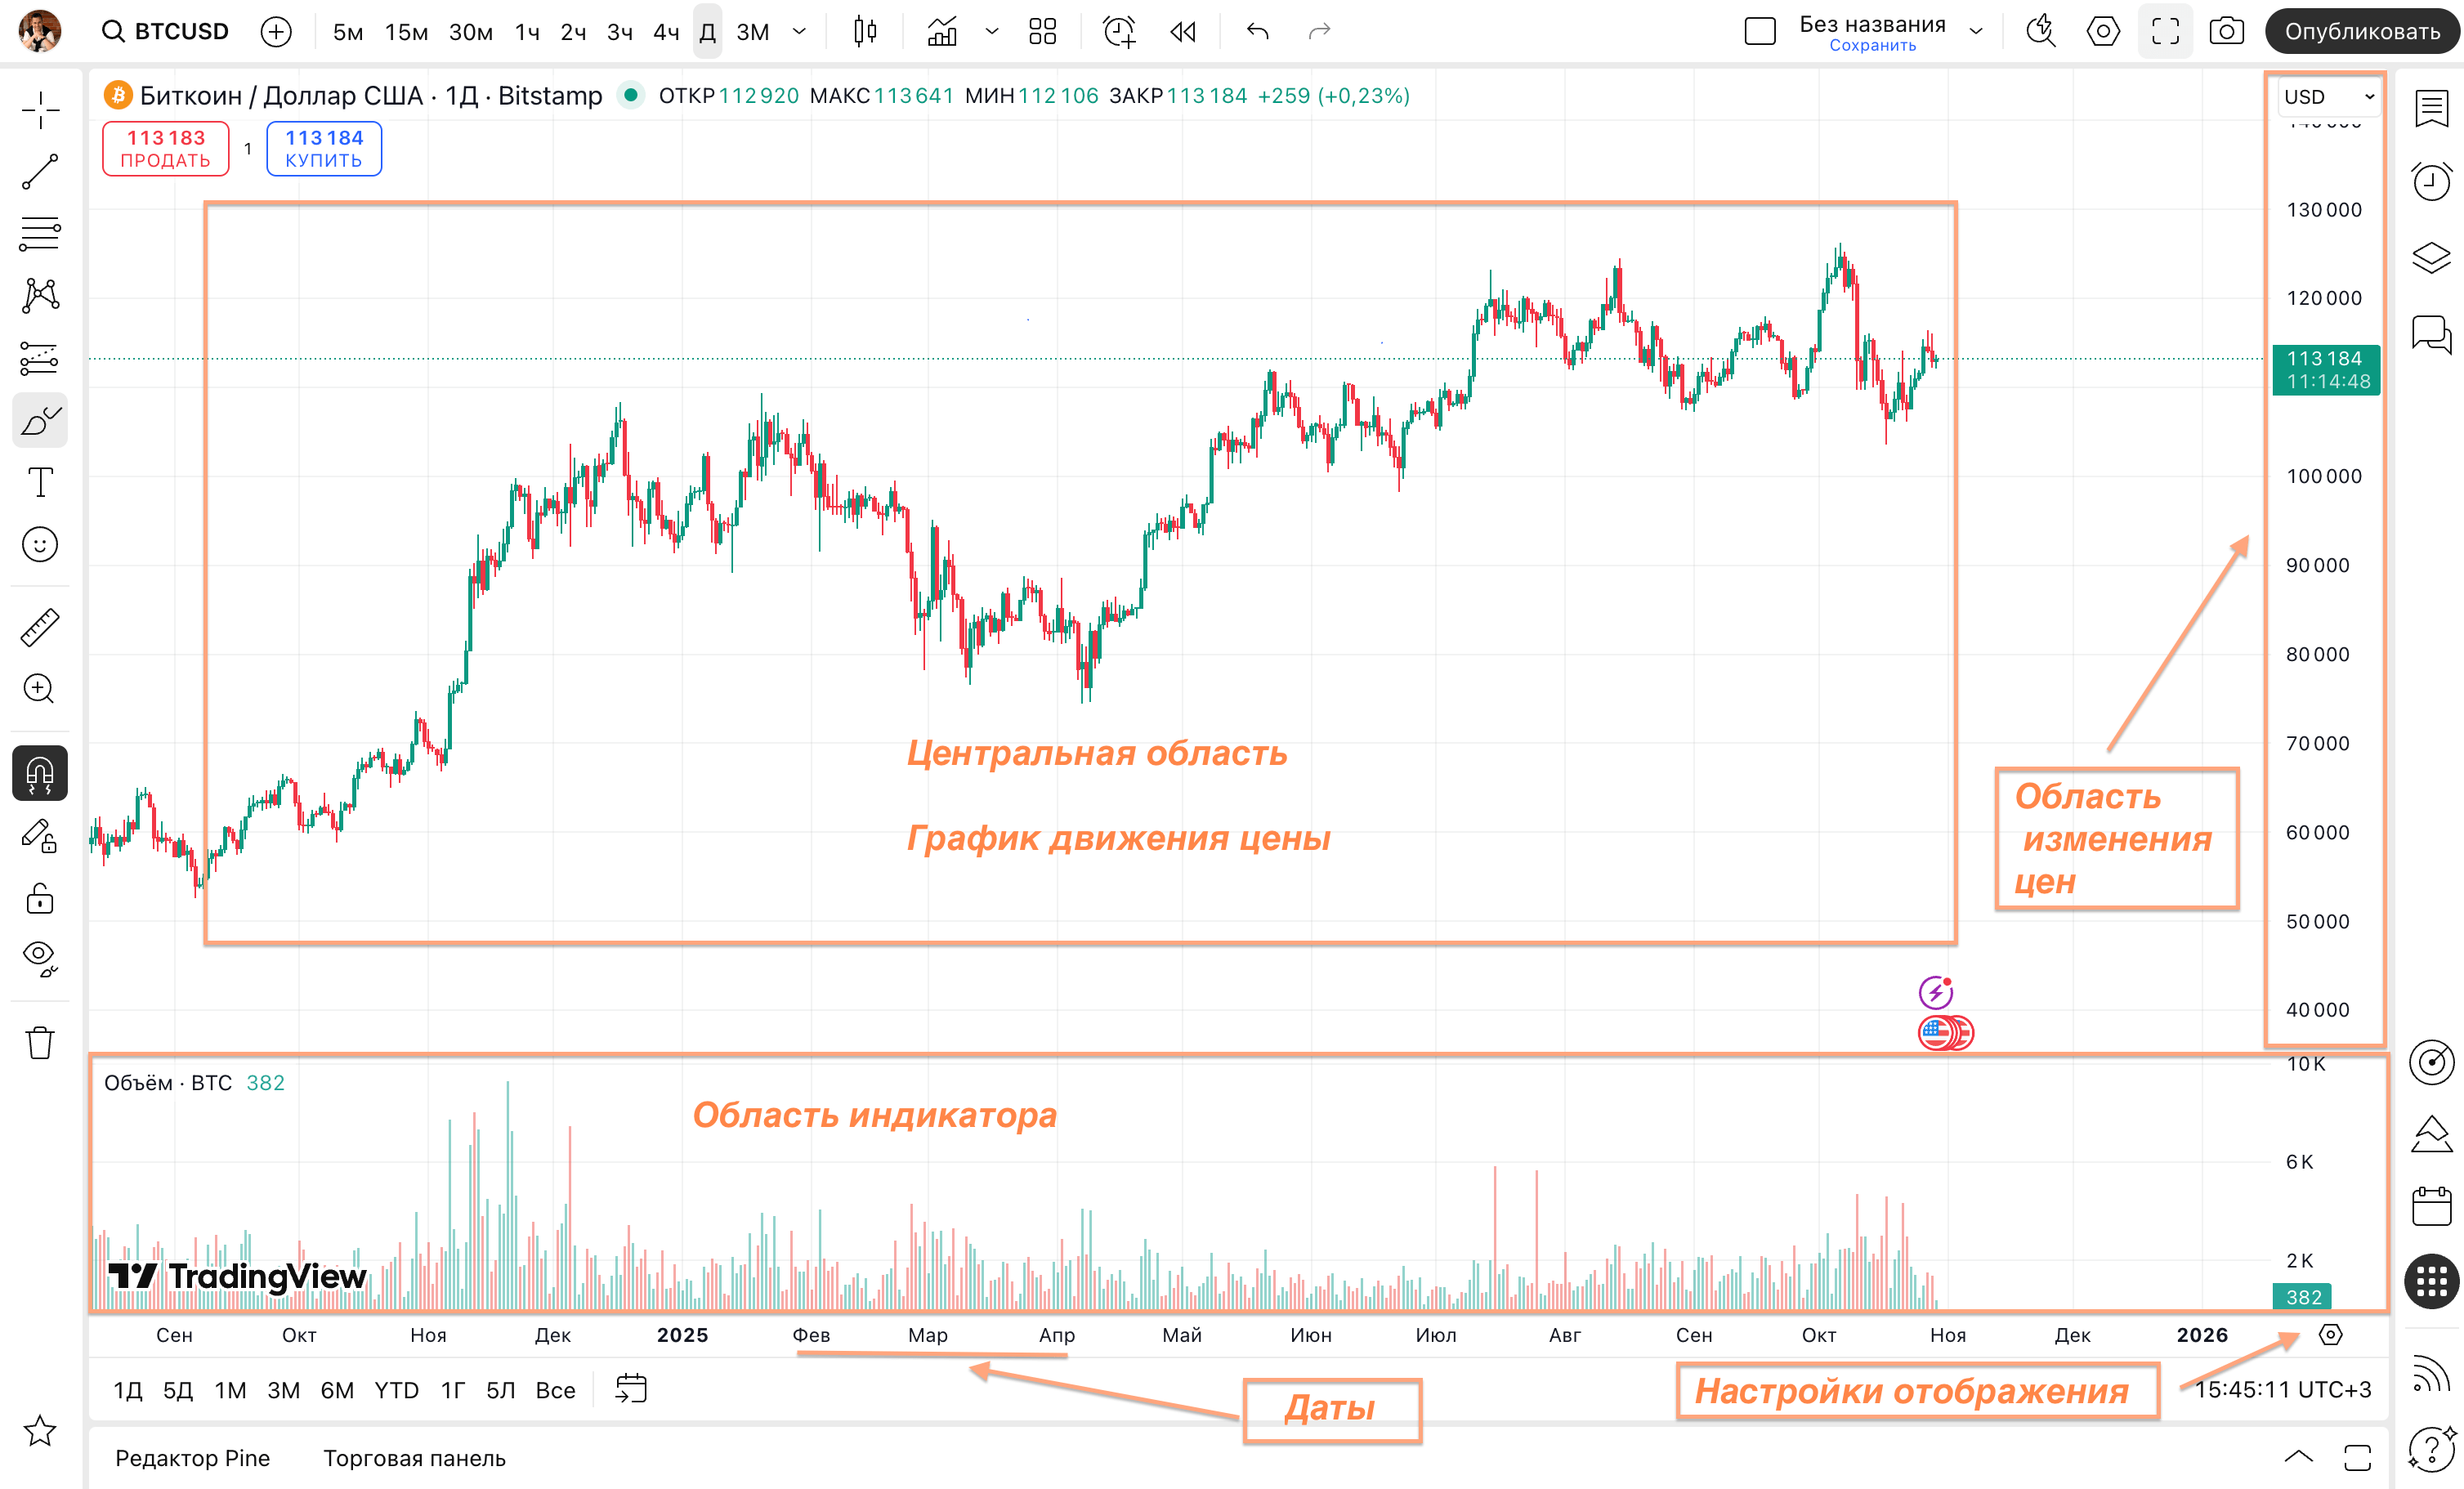 BTCUSD
5м 15м 30м 1ч 2ч 3ч 4ч Д 3М
Без названия
Сохранить
Опубликовать
Биткоин / Доллар США · 1Д · Bitstamp ОТКР 112 920 МАКС 113 641 МИН 112 106 ЗАКР 113 184 +259 (+0,23%)
USD
113 183
ПРОДАТЬ
1
113 184
КУПИТЬ
130 000
120 000
113 184
11:14:48
100 000
90 000
80 000
70 000
60 000
50 000
40 000
Центральная область
График движения цены
Область
изменения
цен
10 K
Объём · BTC 382
Область индикатора
6 K
2 K
382
TradingView
Сен Окт Ноя Дек 2025 Фев Мар Апр Май Июн Июл Авг Сен Окт Ноя Дек 2026
1Д 5Д 1М 3М 6М YTD 1Г 5Л Все
Даты
Настройки отображения
15:45:11 UTC+3
Редактор Pine Торговая панель